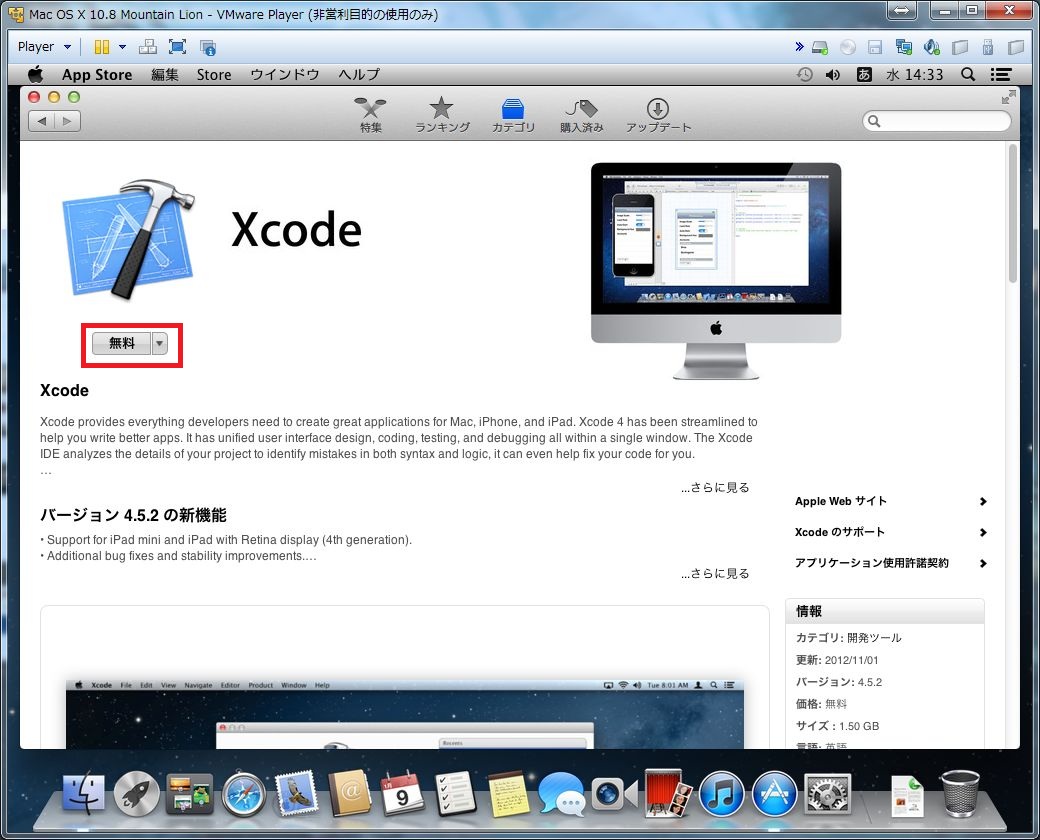 Mac OS X 10.8 Mountain Lion - VMware Player (非営利目的の使用のみ)
Player
App Store 編集 Store ウインドウ ヘルプ あ 水 14:33
特集 ランキング カテゴリ 購入済み アップデート
Xcode
無料
Xcode
Xcode provides everything developers need to create great applications for Mac, iPhone, and iPad. Xcode 4 has been streamlined to
help you write better apps. It has unified user interface design, coding, testing, and debugging all within a single window. The Xcode
IDE analyzes the details of your project to identify mistakes in both syntax and logic, it can even help fix your code for you.
…
...さらに見る
バージョン 4.5.2 の新機能
• Support for iPad mini and iPad with Retina display (4th generation).
• Additional bug fixes and stability improvements.…
...さらに見る
Apple Web サイト
Xcode のサポート
アプリケーション使用許諾契約
情報
カテゴリ: 開発ツール
更新: 2012/11/01
バージョン: 4.5.2
価格: 無料
サイズ : 1.50 GB
言語: 英語
Xcode File Edit View Navigate Editor Product Window Help Tue 8:01 AM
Recents
9